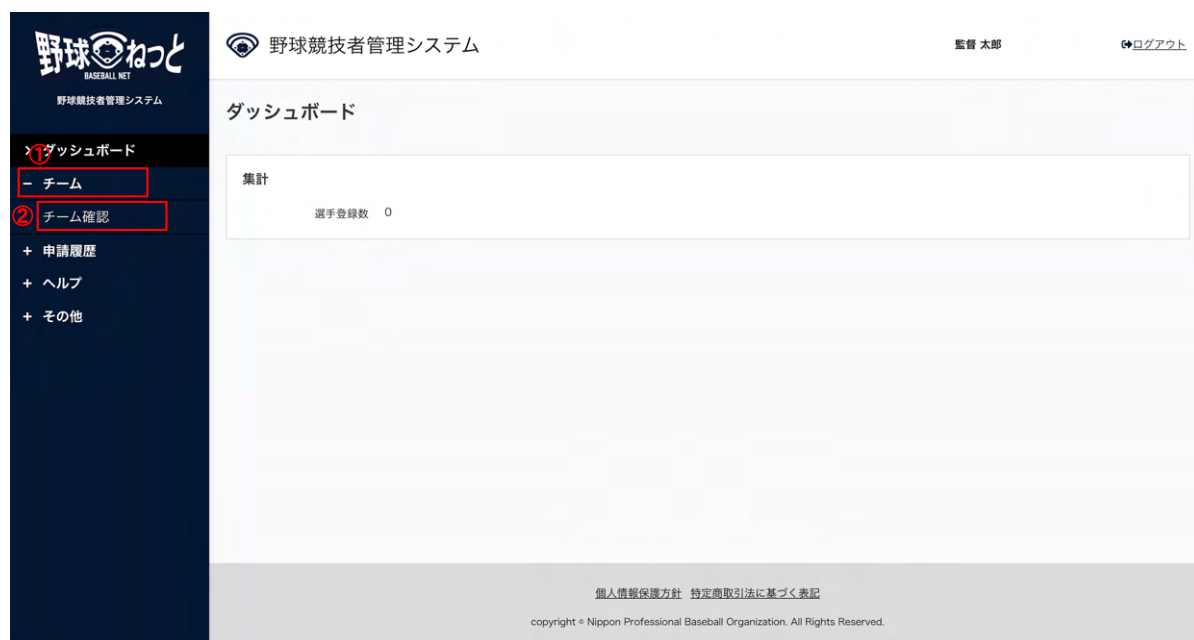 野球ねっと
BASEBALL NET
野球競技者管理システム
野球競技者管理システム
監督 太郎
ログアウト
ダッシュボード
① ダッシュボード
− チーム
② チーム確認
+ 申請履歴
+ ヘルプ
+ その他
集計
選手登録数 0
個人情報保護方針 特定商取引法に基づく表記
copyright © Nippon Professional Baseball Organization. All Rights Reserved.